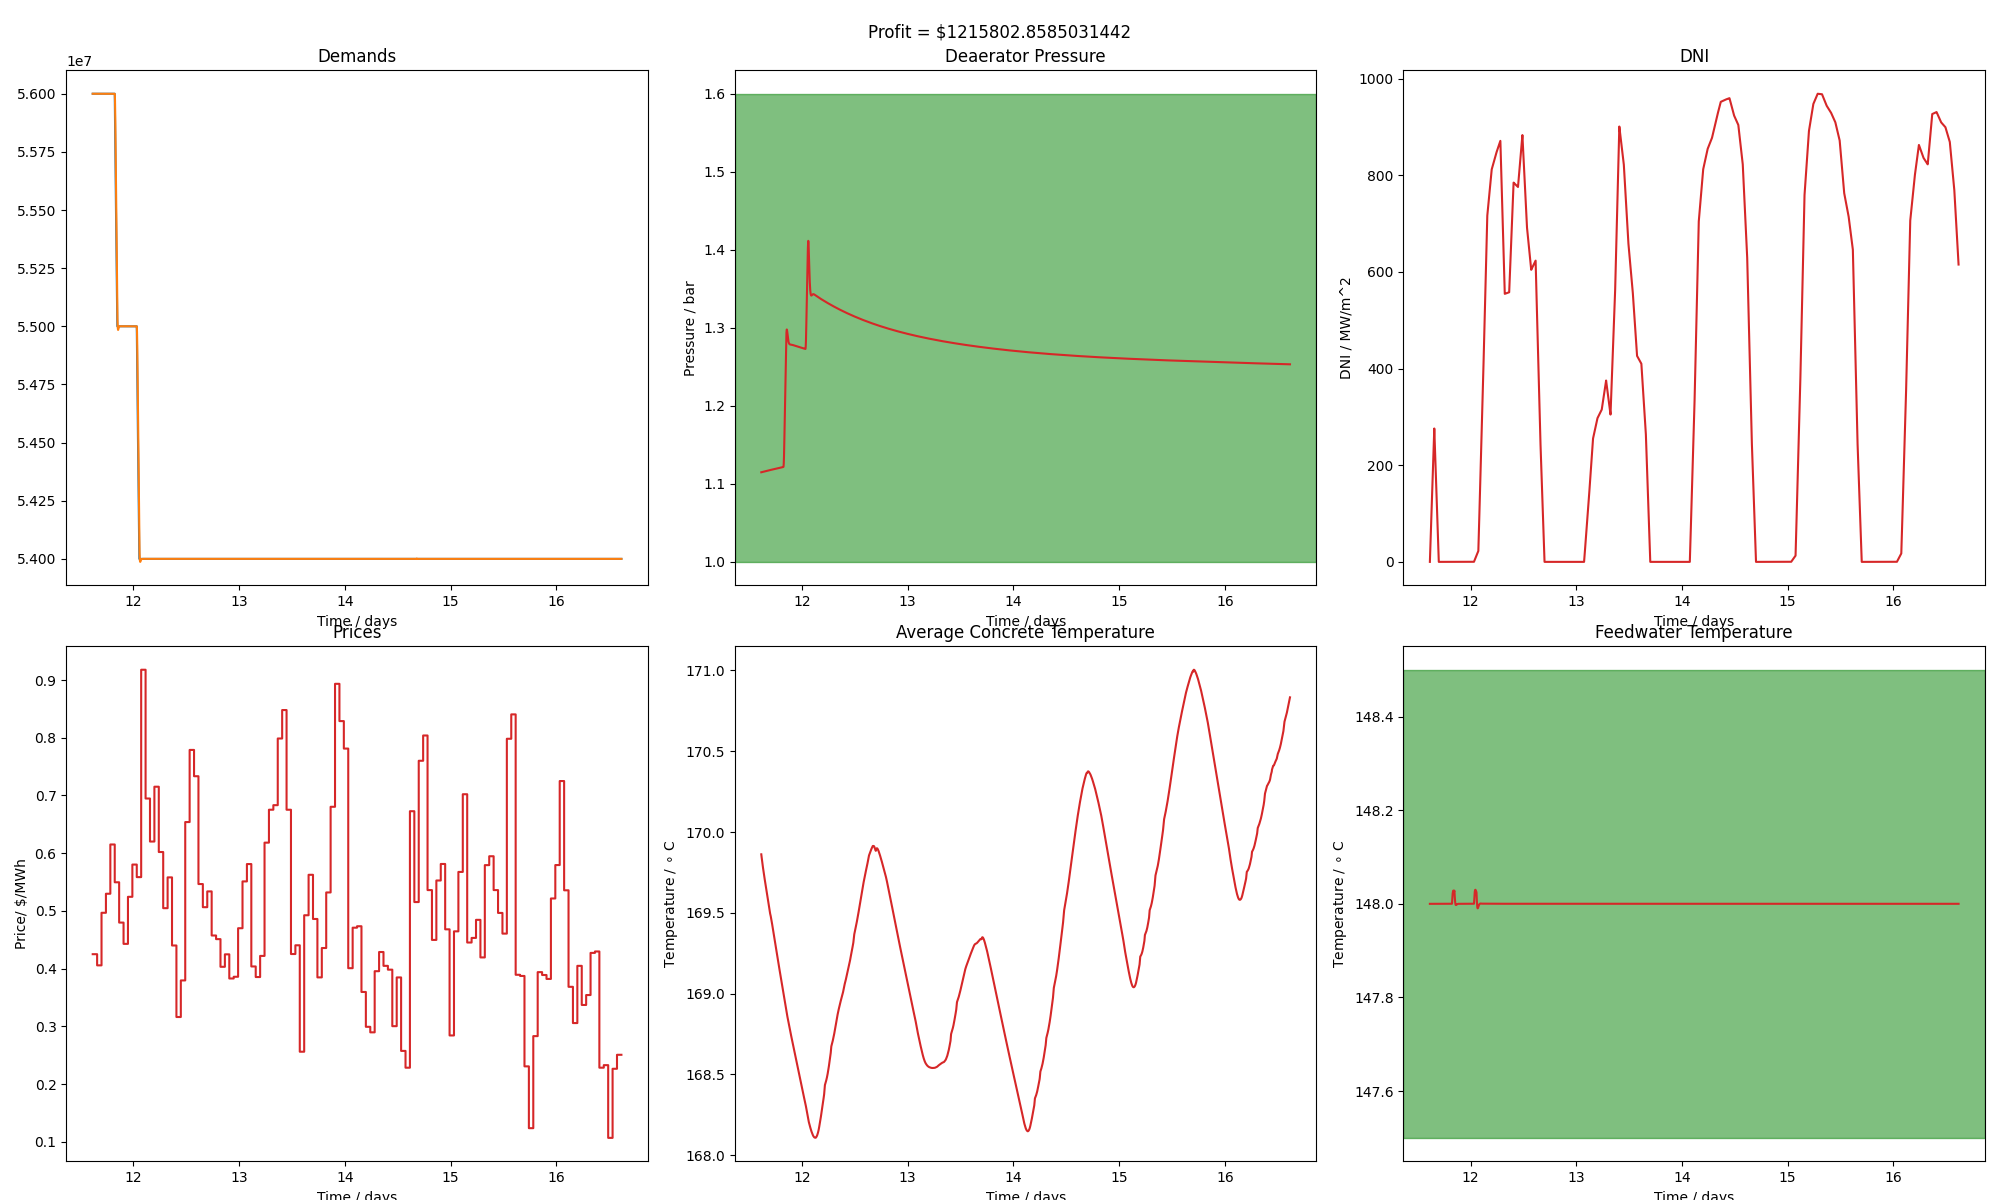 Profit = $1215802.8585031442
Demands
1e7
5.600
5.575
5.550
5.525
5.500
5.475
5.450
5.425
5.400
12 13 14 15 16
Time / days
Deaerator Pressure
Pressure / bar
1.6
1.5
1.4
1.3
1.2
1.1
1.0
12 13 14 15 16
Time / days
DNI
DNI / MW/m^2
1000
800
600
400
200
0
12 13 14 15 16
Time / days
Prices
Price/ $/MWh
0.9
0.8
0.7
0.6
0.5
0.4
0.3
0.2
0.1
12 13 14 15 16
Time / days
Average Concrete Temperature
Temperature / ∘ C
171.0
170.5
170.0
169.5
169.0
168.5
168.0
12 13 14 15 16
Time / days
Feedwater Temperature
Temperature / ∘ C
148.4
148.2
148.0
147.8
147.6
12 13 14 15 16
Time / days